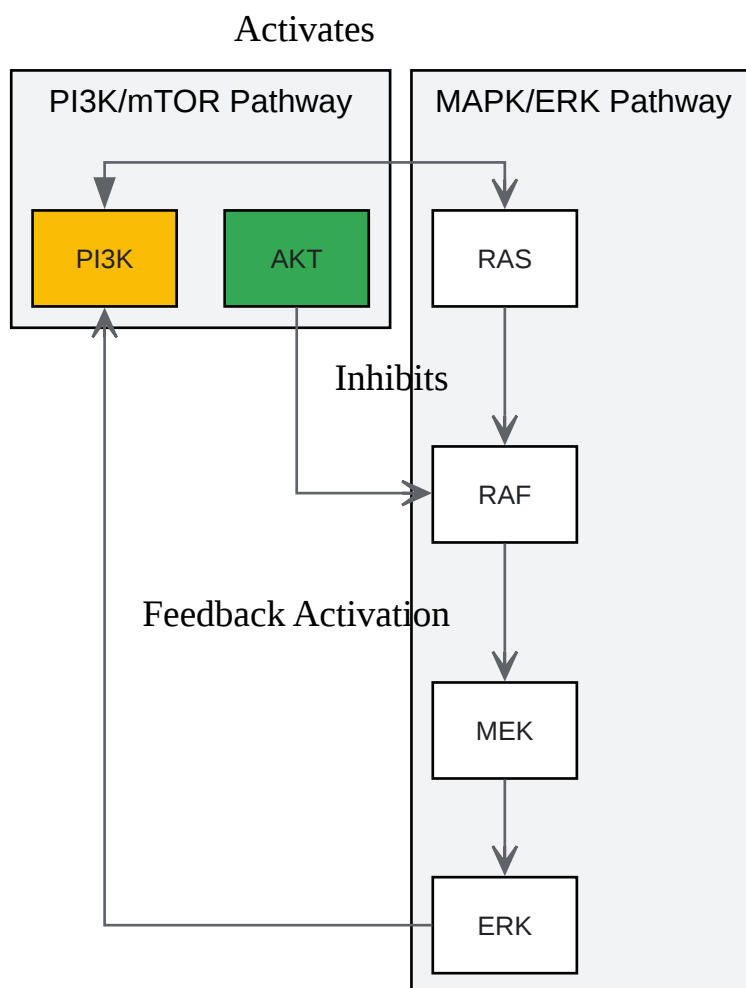 Activates
PI3K/mTOR Pathway
MAPK/ERK Pathway
PI3K
AKT
RAS
Inhibits
RAF
Feedback Activation
MEK
ERK